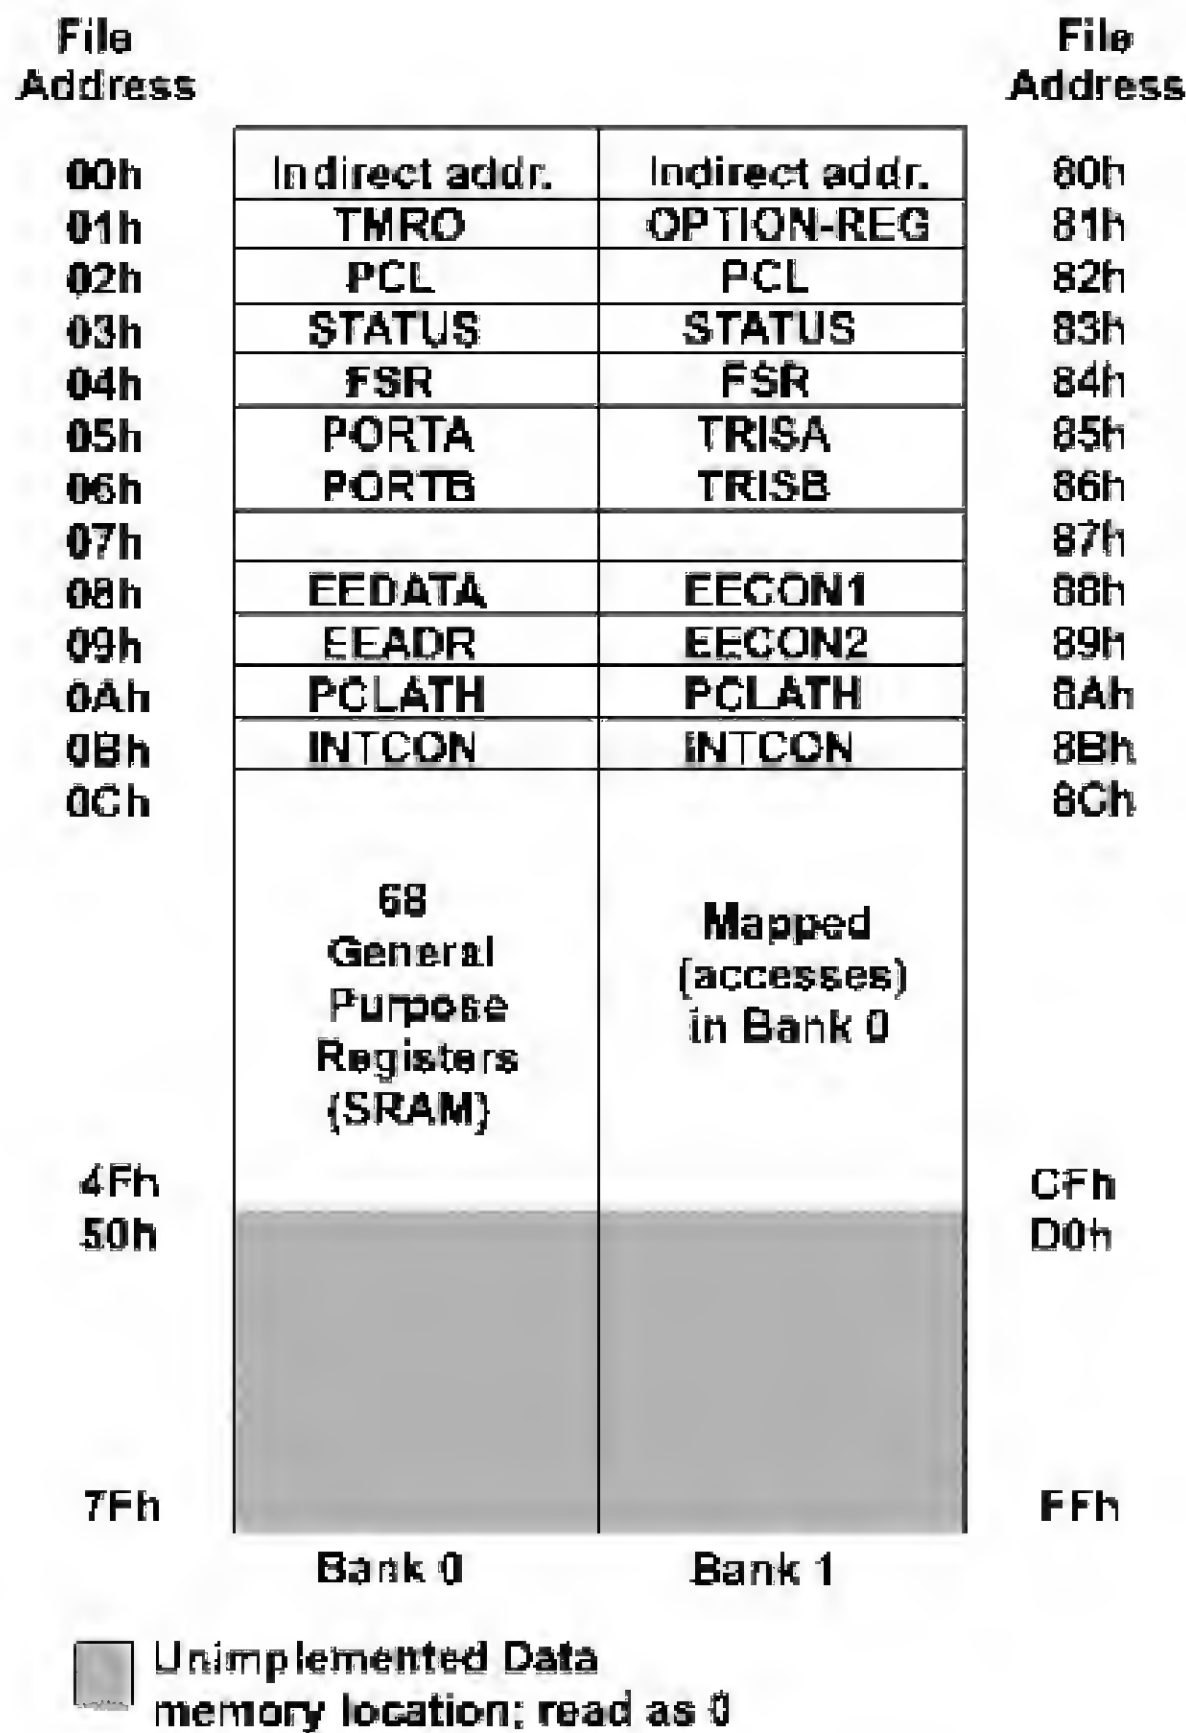 File File
Address Address
00h Indirect addr. Indirect addr. 80h
01h TMRO OPTION-REG 81h
02h PCL PCL 82h
03h STATUS STATUS 83h
04h FSR FSR 84h
05h PORTA TRISA 85h
06h PORTB TRISB 86h
07h 87h
08h EEDATA EECON1 88h
09h EEADR EECON2 89h
0Ah PCLATH PCLATH 8Ah
0Bh INTCON INTCON 8Bh
0Ch 8Ch
68
General
Purpose
Registers
(SRAM)
Mapped
(accesses)
in Bank 0
4Fh CFh
50h D0h
7Fh FFh
Bank 0 Bank 1
Unimplemented Data
memory location; read as 0